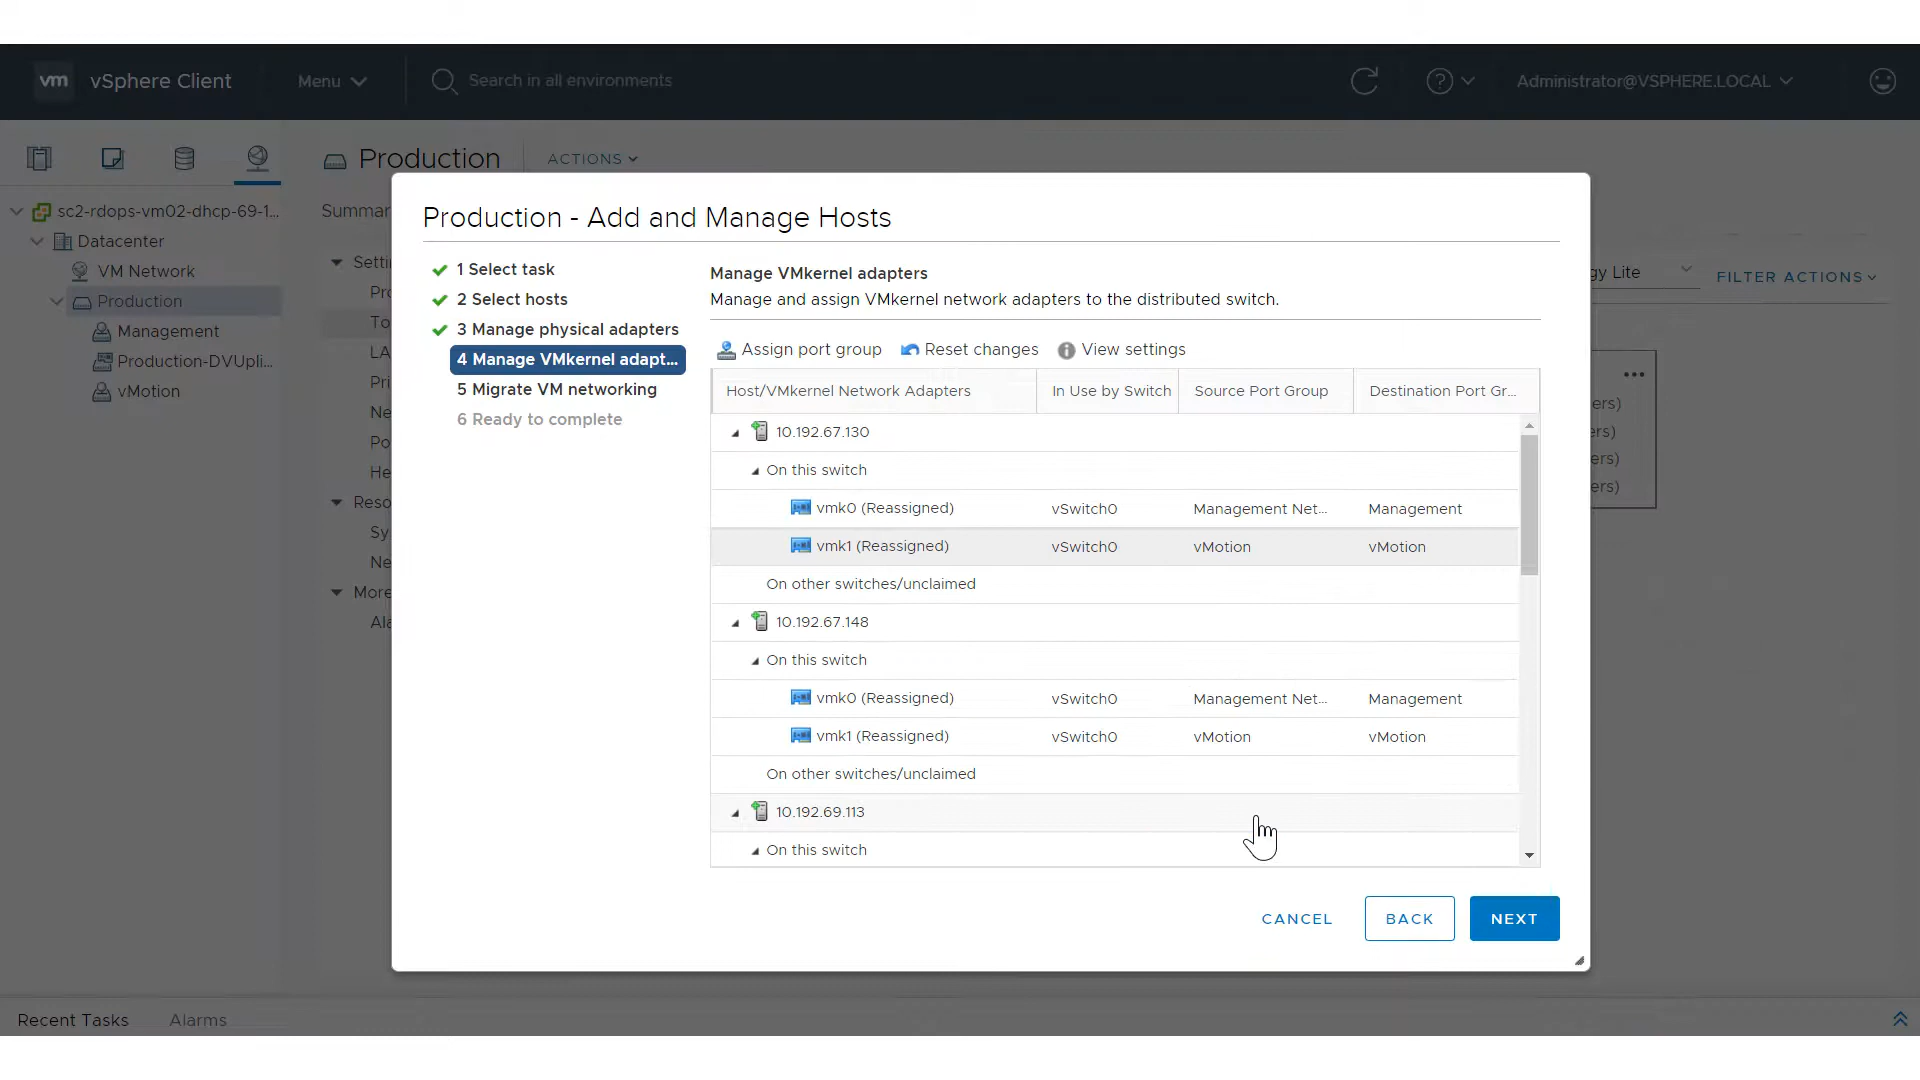 vm vSphere Client Menu Search in all environments Administrator@VSPHERE.LOCAL
Production ACTIONS
sc2-rdops-vm02-dhcp-69-1...
Datacenter
VM Network
Production
Management
Production-DVUpli...
vMotion
Summar
Setti
Pr
To
LA
Pri
Ne
Po
He
Reso
Sy
Ne
More
Ala
gy Lite FILTER ACTIONS
ers)
ers)
ers)
ers)
Production - Add and Manage Hosts
1 Select task
2 Select hosts
3 Manage physical adapters
4 Manage VMkernel adapt...
5 Migrate VM networking
6 Ready to complete
Manage VMkernel adapters
Manage and assign VMkernel network adapters to the distributed switch.
Assign port group Reset changes View settings
Host/VMkernel Network Adapters In Use by Switch Source Port Group Destination Port Gr...
10.192.67.130
On this switch
vmk0 (Reassigned) vSwitch0 Management Net... Management
vmk1 (Reassigned) vSwitch0 vMotion vMotion
On other switches/unclaimed
10.192.67.148
On this switch
vmk0 (Reassigned) vSwitch0 Management Net... Management
vmk1 (Reassigned) vSwitch0 vMotion vMotion
On other switches/unclaimed
10.192.69.113
On this switch
CANCEL BACK NEXT
Recent Tasks Alarms